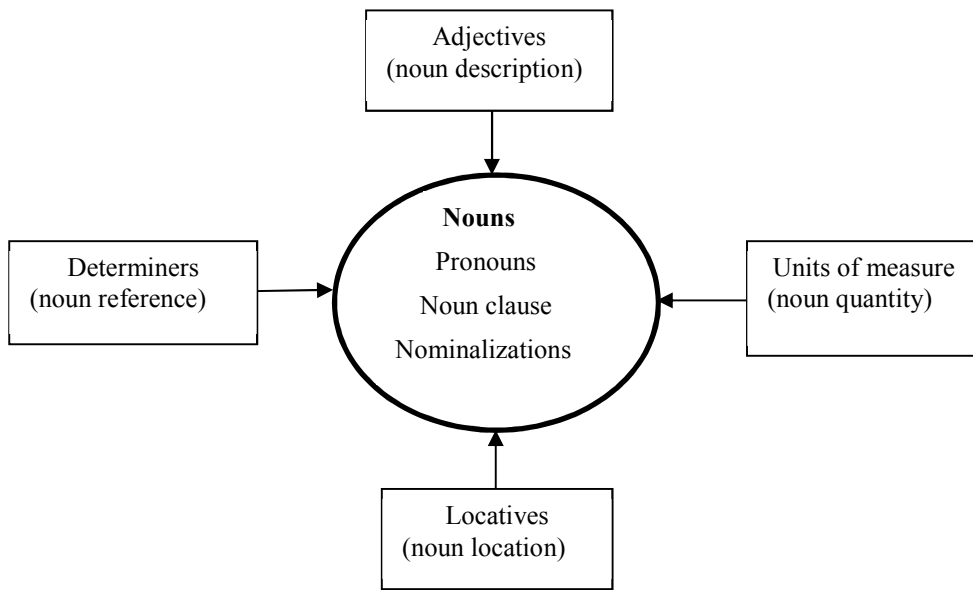 Adjectives
(noun description)
Nouns
Pronouns
Noun clause
Nominalizations
Determiners
(noun reference)
Units of measure
(noun quantity)
Locatives
(noun location)